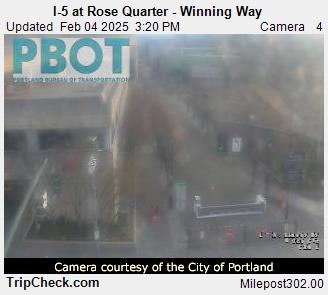 I-5 at Rose Quarter - Winning Way
Updated Feb 04 2025 3:20 PM Camera 4
PBOT
PORTLAND BUREAU OF TRANSPORTATION
Camera courtesy of the City of Portland
TripCheck.com Milepost302.00